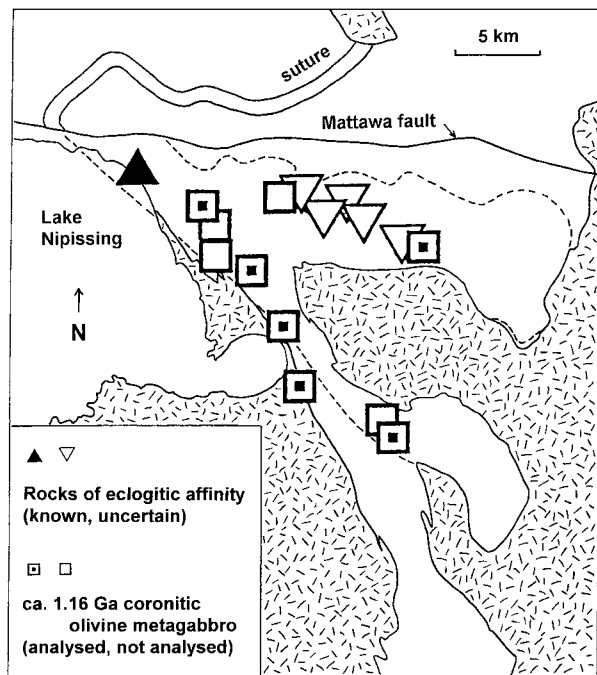 5 km
suture
Mattawa fault
Lake
Nipissing
N
Rocks of eclogitic affinity
(known, uncertain)
ca. 1.16 Ga coronitic
olivine metagabbro
(analysed, not analysed)